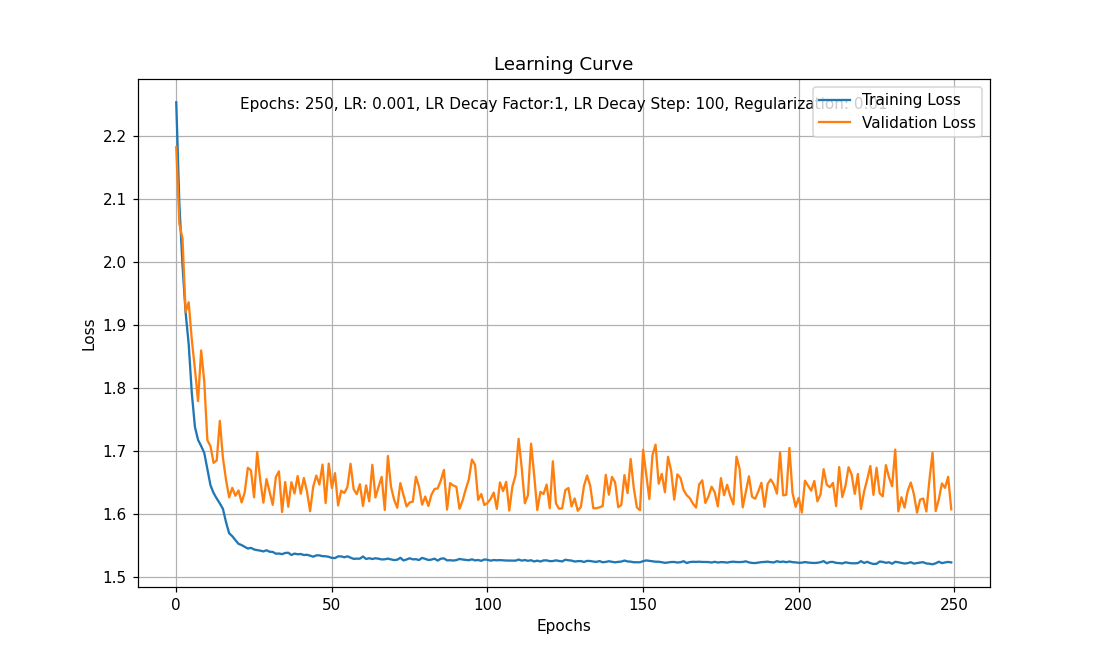 Learning Curve
Epochs: 250, LR: 0.001, LR Decay Factor:1, LR Decay Step: 100, Regularization: 0.01
Training Loss
Validation Loss
2.2
2.1
2.0
1.9
1.8
1.7
1.6
1.5
Loss
0 50 100 150 200 250
Epochs